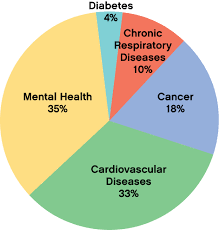 Diabetes
4%
Chronic
Respiratory
Diseases
10%
Mental Health
35%
Cancer
18%
Cardiovascular
Diseases
33%